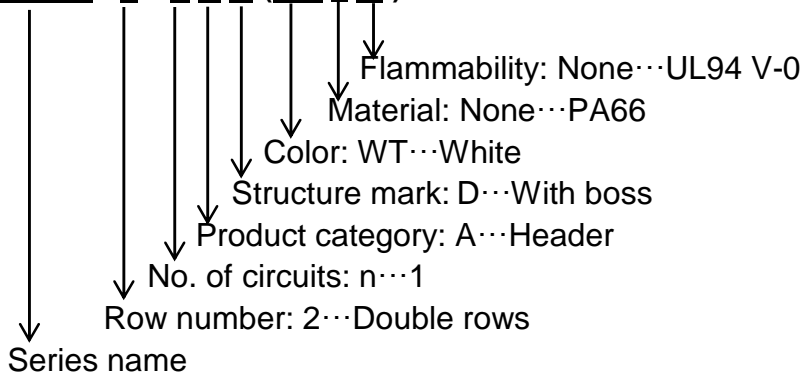 Flammability: None···UL94 V-0
Material: None···PA66
Color: WT···White
Structure mark: D···With boss
Product category: A···Header
No. of circuits: n···1
Row number: 2···Double rows
Series name